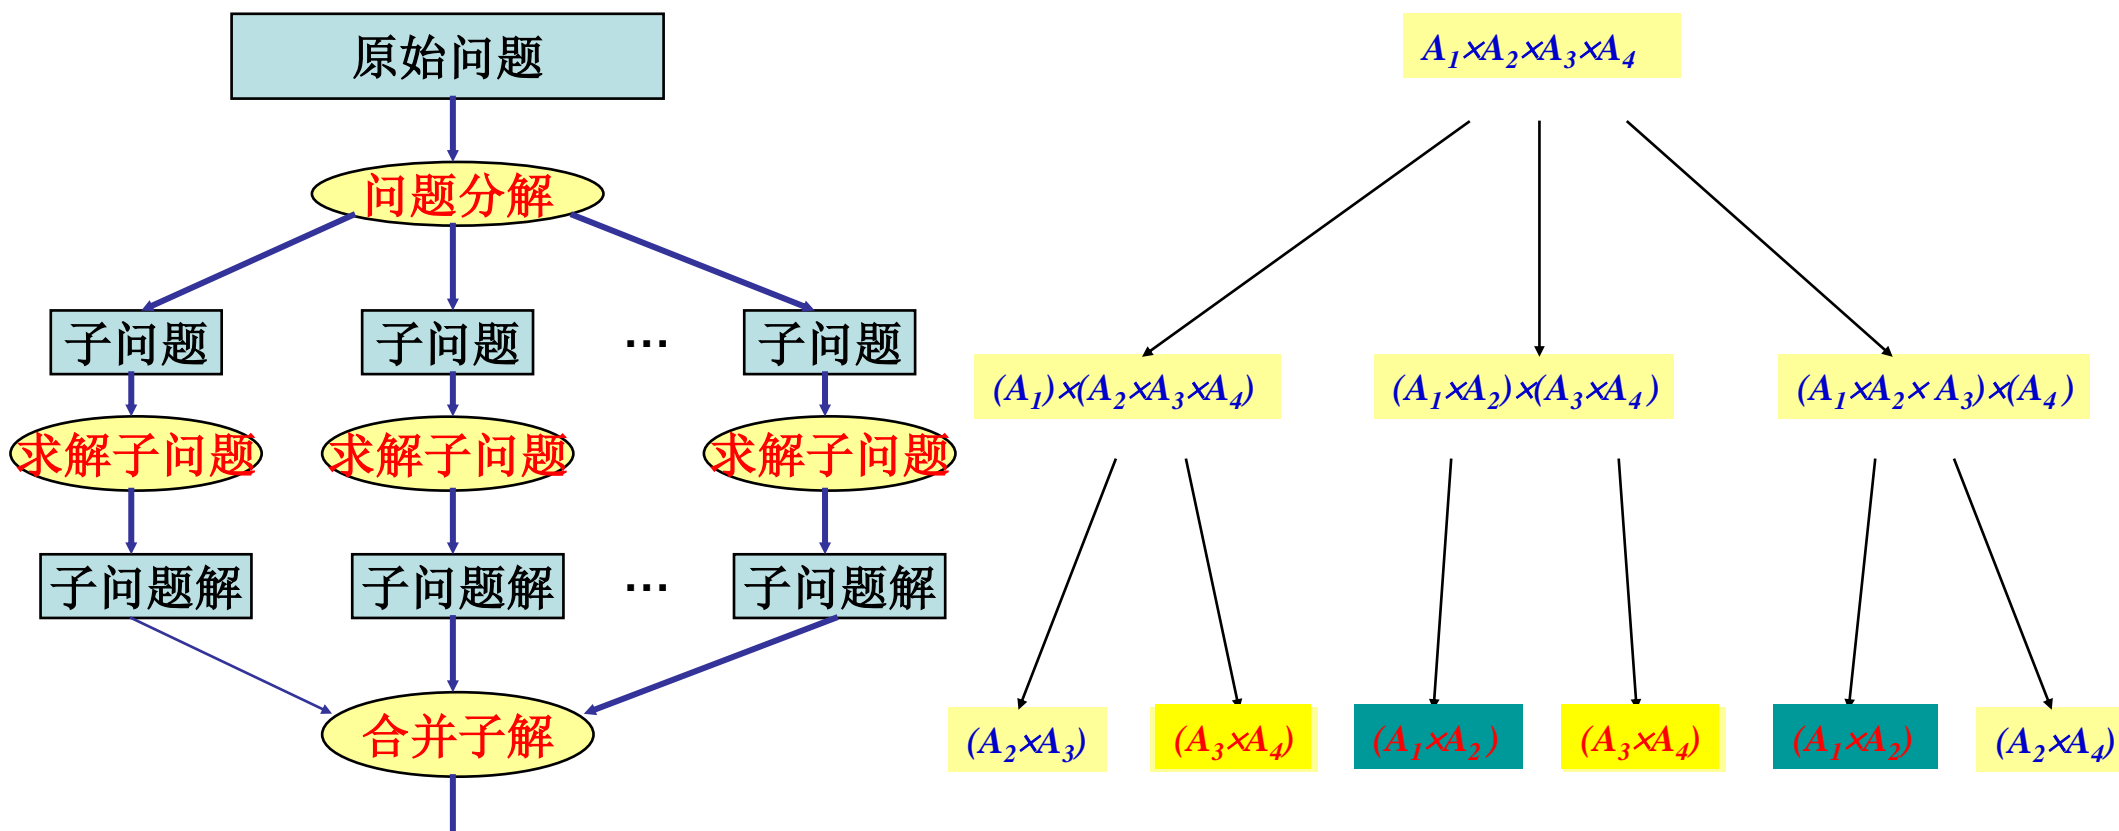 原始问题
问题分解
子问题
子问题
...
子问题
求解子问题
求解子问题
求解子问题
子问题解
子问题解
...
子问题解
合并子解
A₁×A₂×A₃×A₄
(A₁)×(A₂×A₃×A₄)
(A₁×A₂)×(A₃×A₄)
(A₁×A₂×A₃)×(A₄)
(A₂×A₃)
(A₃×A₄)
(A₁×A₂)
(A₃×A₄)
(A₁×A₂)
(A₂×A₄)